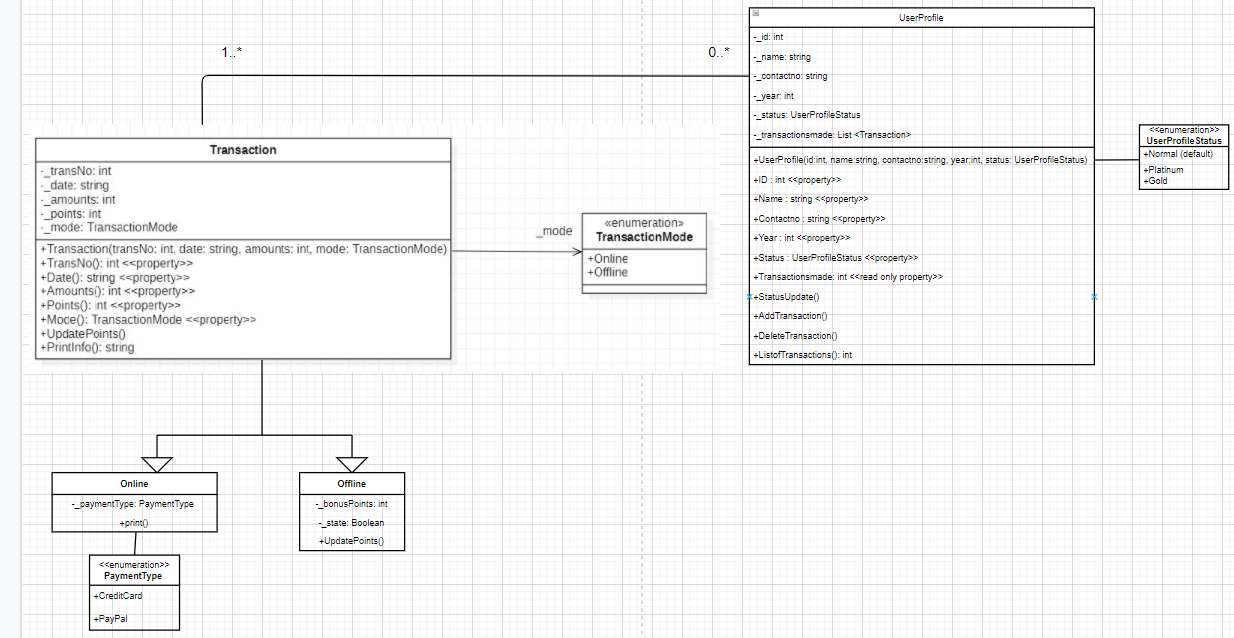 1..*
0..*
UserProfile
-_id: int
-_name: string
-_contactno: string
-_year: int
-_status: UserProfileStatus
-_transactionsmade: List <Transaction>
+UserProfile(id:int, name:string, contactno:string, year:int, status: UserProfileStatus)
+ID : int <<property>>
+Name : string <<property>>
+Contactno : string <<property>>
+Year : int <<property>>
+Status : UserProfileStatus <<property>>
+Transactionsmade: int <<read only property>>
+StatusUpdate()
+AddTransaction()
+DeleteTransaction()
+ListofTransactions(): int
<<enumeration>>
UserProfileStatus
+Normal (default)
+Platinum
+Gold
Transaction
-_transNo: int
-_date: string
-_amounts: int
-_points: int
-_mode: TransactionMode
+Transaction(transNo: int, date: string, amounts: int, mode: TransactionMode)
+TransNo(): int <<property>>
+Date(): string <<property>>
+Amounts(): int <<property>>
+Points(): int <<property>>
+Mode(): TransactionMode <<property>>
+UpdatePoints()
+PrintInfo(): string
_mode
«enumeration»
TransactionMode
+Online
+Offline
Online
-_paymentType: PaymentType
+print()
Offline
-_bonusPoints: int
-_state: Boolean
+UpdatePoints()
<<enumeration>>
PaymentType
+CreditCard
+PayPal